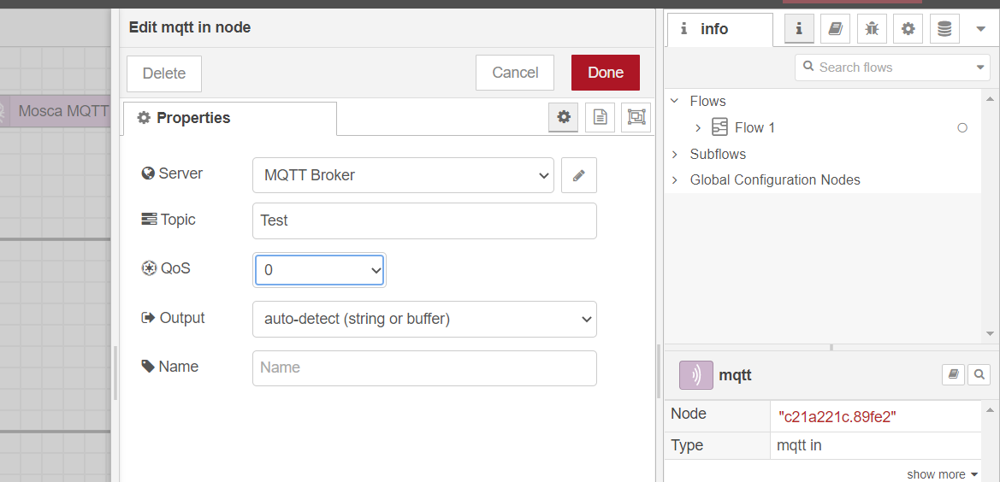 Edit mqtt in node
Delete
Cancel
Done
Properties
Server
MQTT Broker
Topic
Test
QoS
0
Output
auto-detect (string or buffer)
Name
Name
Mosca MQTT
info
Search flows
Flows
Flow 1
Subflows
Global Configuration Nodes
mqtt
Node
"c21a221c.89fe2"
Type
mqtt in
show more